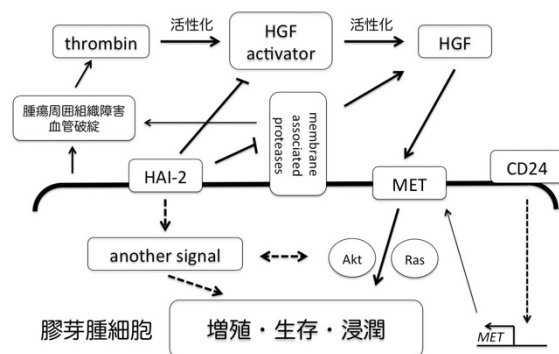 thrombin
活性化
HGF
activator
活性化
HGF
腫瘍周囲組織障害
血管破綻
membrane
associated
proteases
HAI-2
MET
CD24
another signal
Akt
Ras
膠芽腫細胞
増殖・生存・浸潤
MET